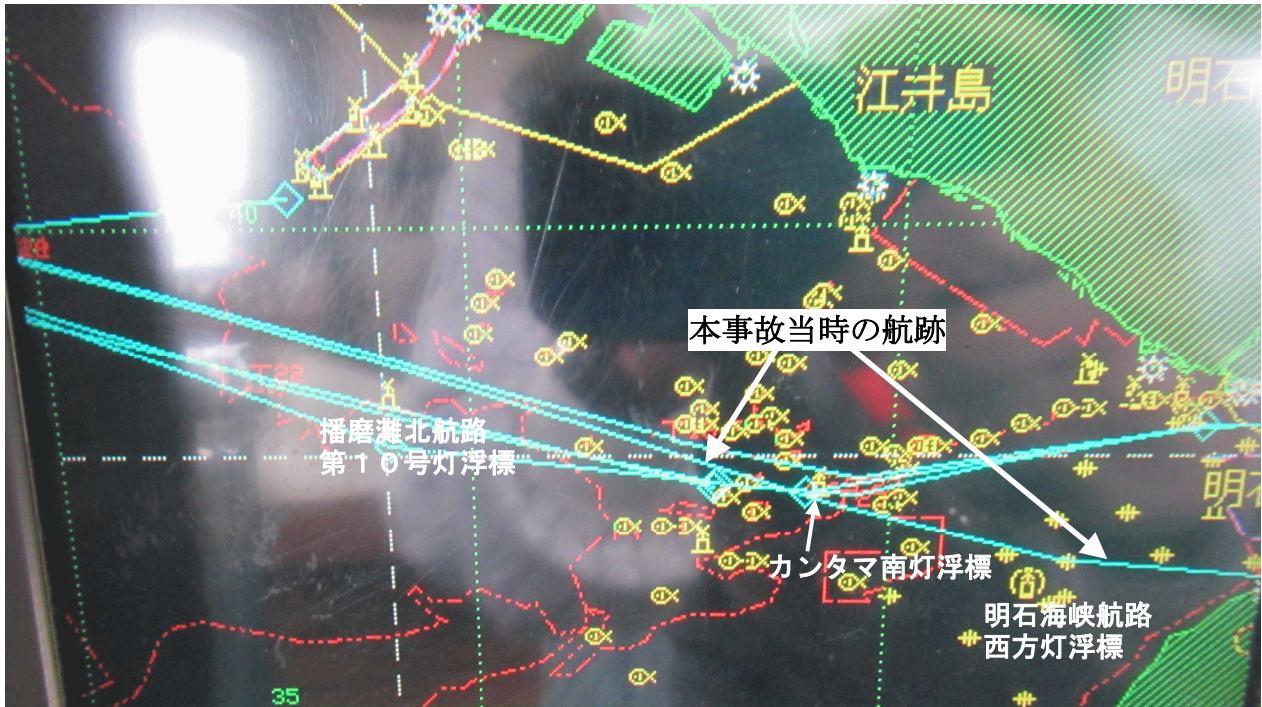 江井島
明石
40
本事故当時の航跡
播磨灘北航路
第１０号灯浮標
明石
カンタマ南灯浮標
明石海峡航路
西方灯浮標
35